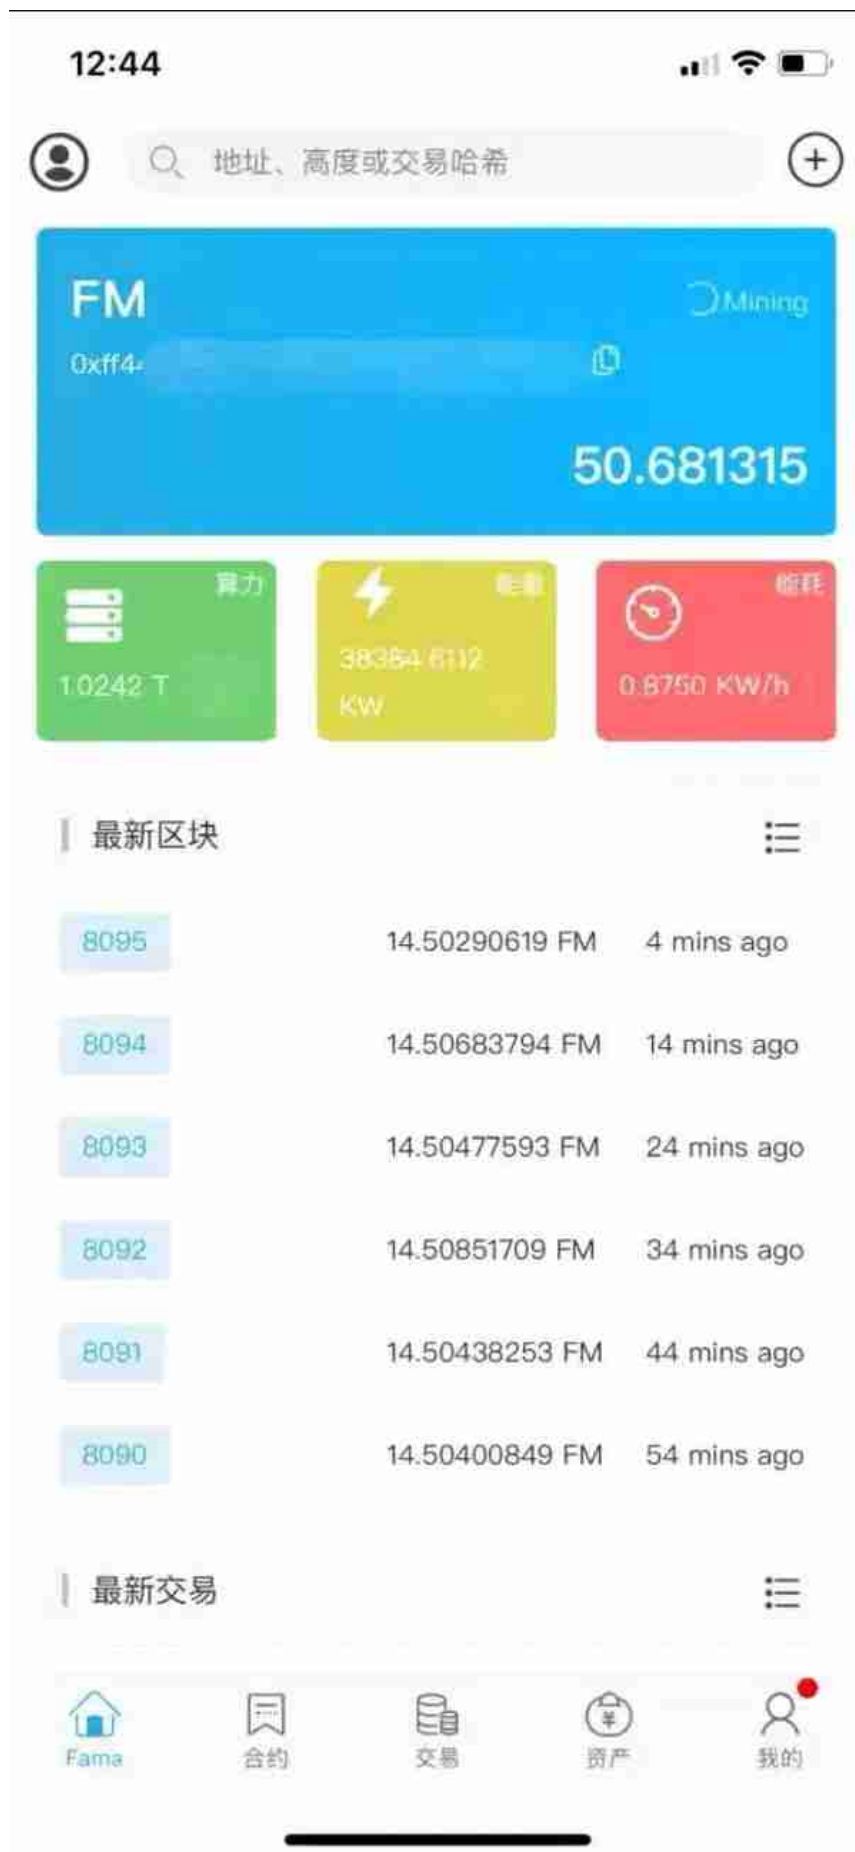 12:44
地址、高度或交易哈希
FM
Mining
0xff4
50.681315
算力
1.0242 T
能量
38364.6112
KW
能耗
0.8750 KW/h
最新区块
8095 14.50290619 FM 4 mins ago
8094 14.50683794 FM 14 mins ago
8093 14.50477593 FM 24 mins ago
8092 14.50851709 FM 34 mins ago
8091 14.50438253 FM 44 mins ago
8090 14.50400849 FM 54 mins ago
最新交易
Fama
合约
交易
资产
我的